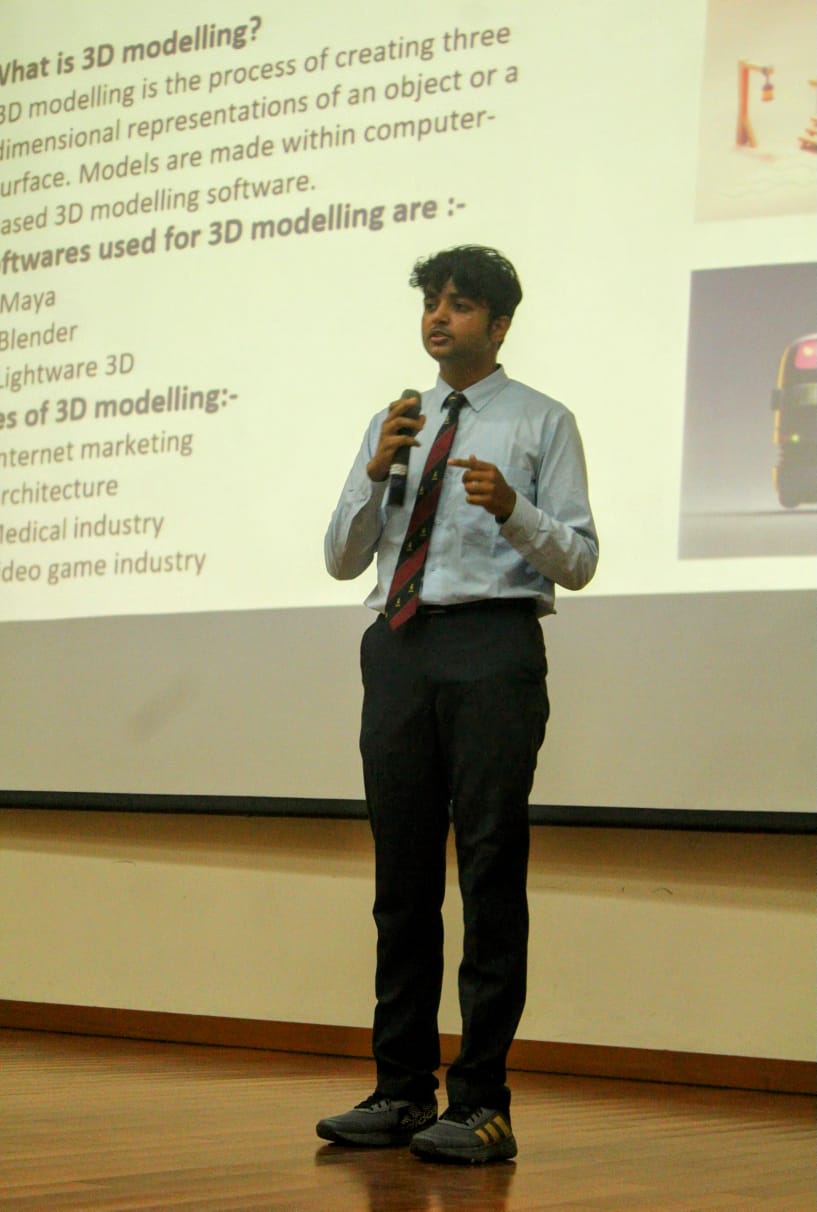 What is 3D modelling?
3D modelling is the process of creating three
dimensional representations of an object or a
urface. Models are made within computer-
ased 3D modelling software.
oftwares used for 3D modelling are :-
Maya
Blender
Lightware 3D
es of 3D modelling:-
nternet marketing
rchitecture
Medical industry
ideo game industry